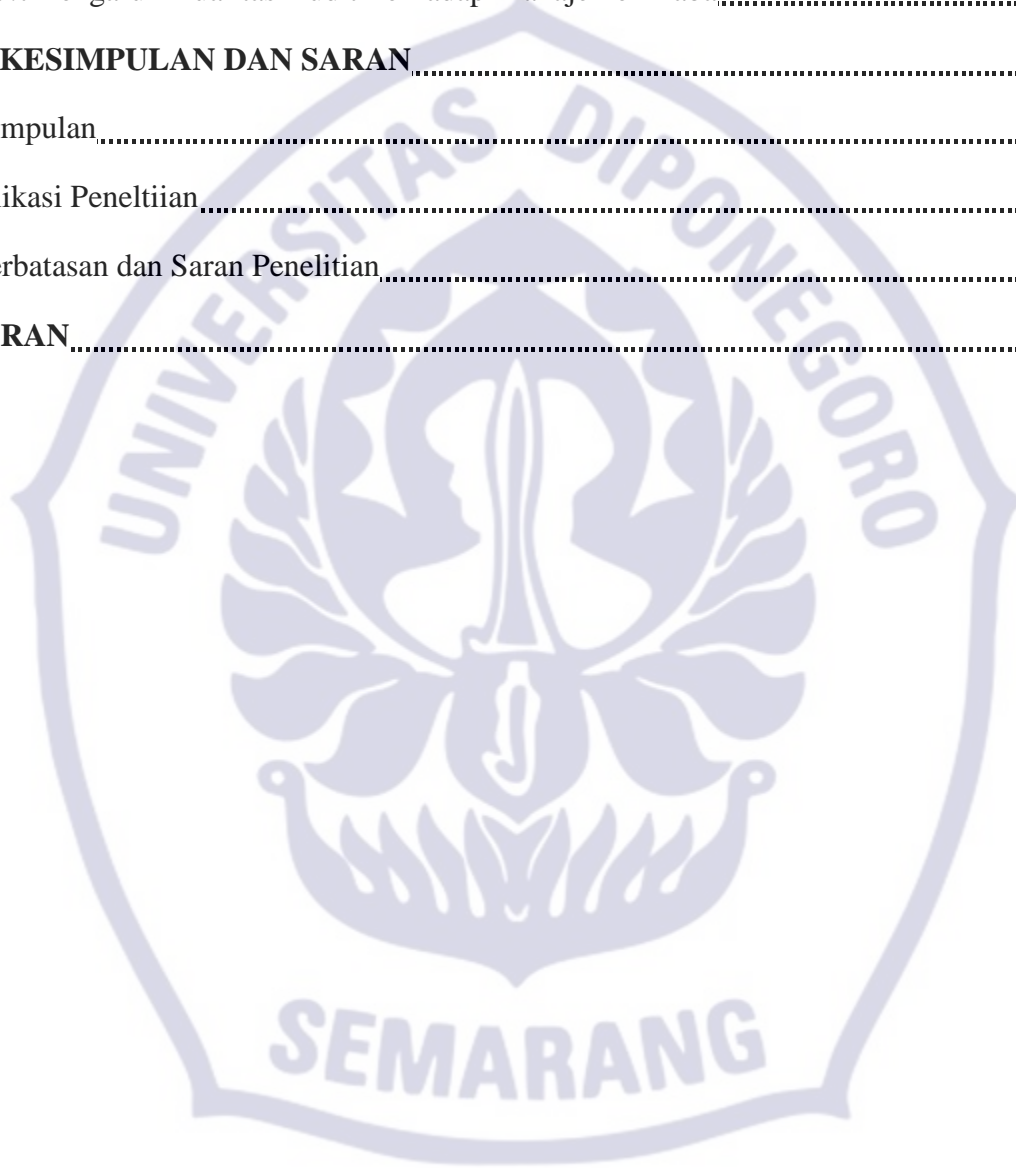 KESIMPULAN DAN SARAN
mpulan
ikasi Peneltiian
erbatasan dan Saran Penelitian
RAN
UNIVERSITAS DIPONEGORO
SEMARANG